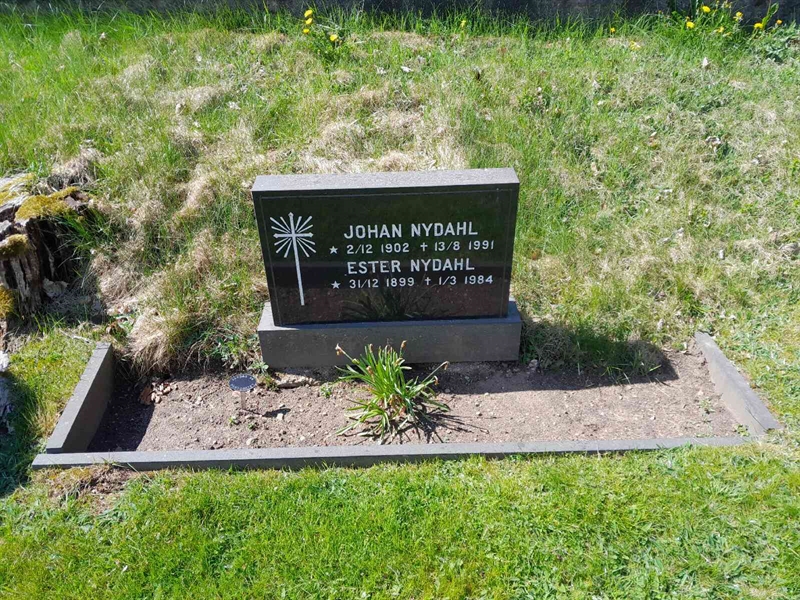 JOHAN NYDAHL
★ 2/12 1902 ✝ 13/8 1991
ESTER NYDAHL
★ 31/12 1899 ✝ 1/3 1984